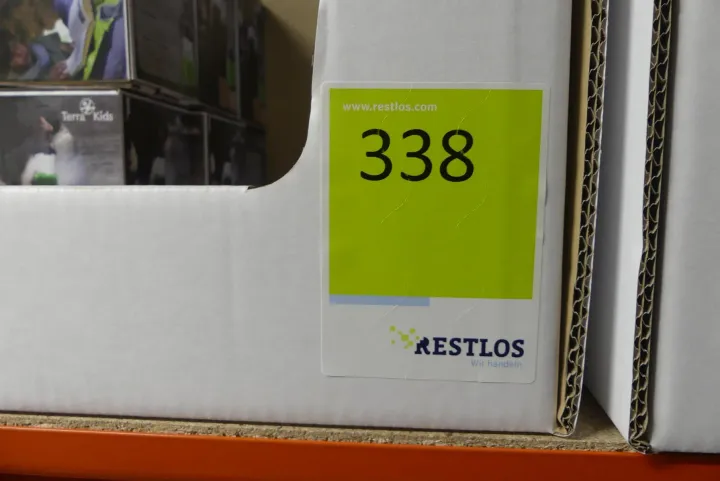 Terra Kids
www.restlos.com
338
RESTLOS
Wir handeln